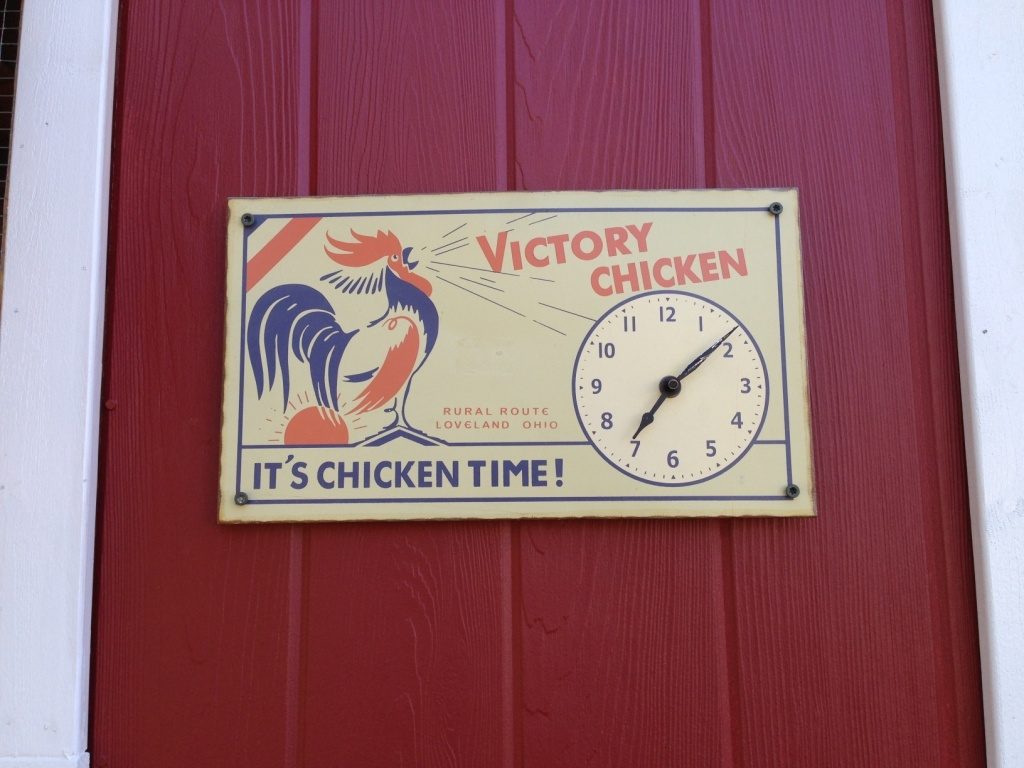 VICTORY
CHICKEN
12
1
2
3
4
5
6
7
8
9
10
11
RURAL ROUTE
LOVELAND OHIO
IT'S CHICKEN TIME!